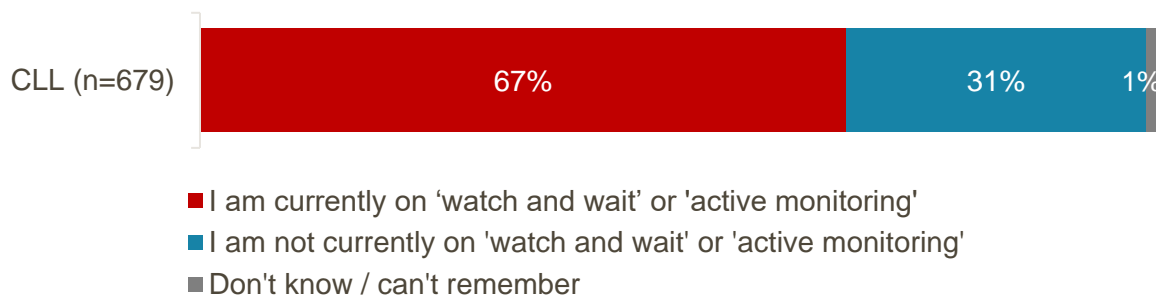 CLL (n=679)
67%
31%
1%
I am currently on ‘watch and wait’ or 'active monitoring'
I am not currently on 'watch and wait' or 'active monitoring'
Don't know / can't remember